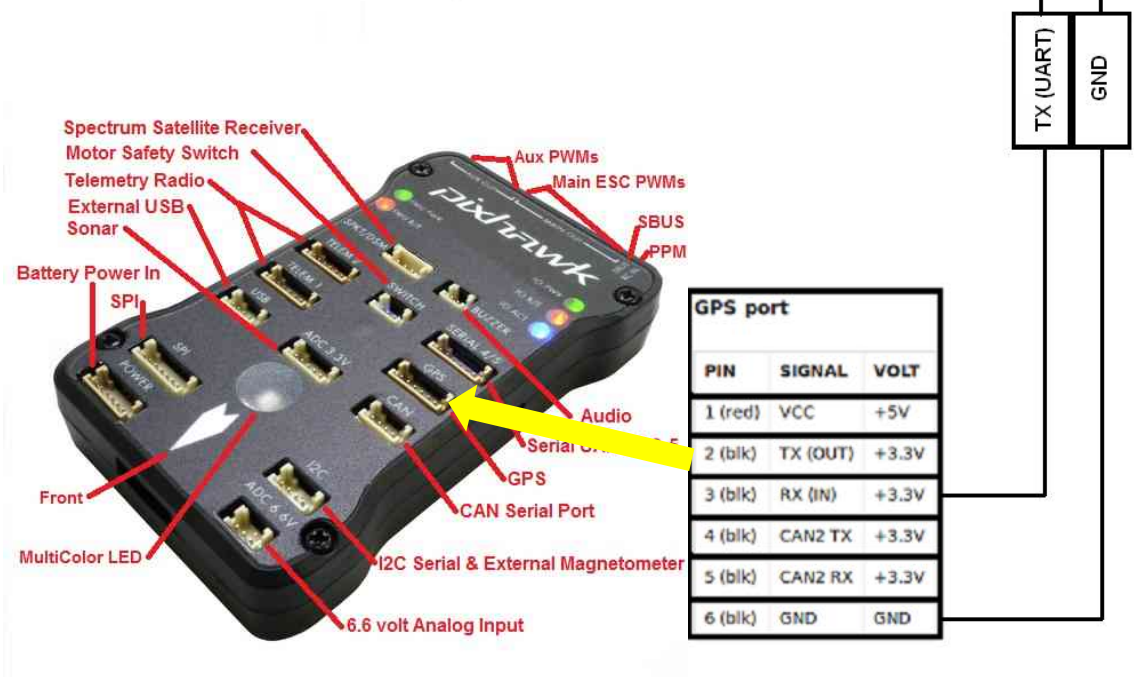 TX (UART)
GND
Spectrum Satellite Receiver
Motor Safety Switch
Telemetry Radio
External USB
Sonar
Battery Power In
SPI
Aux PWMs
Main ESC PWMs
SBUS
PPM
pixhawk
SPKT/DSM
TELEM 2
TELEM 1
USB
SWITCH
BUZZER
SERIAL 4/5
ADC 3.3V
GPS
CAN
SPI
POWER
I2C
ADC 6.6V
Audio
Serial
GPS
CAN Serial Port
I2C Serial & External Magnetometer
6.6 volt Analog Input
Front
MultiColor LED
GPS port
PIN SIGNAL VOLT
1 (red) VCC +5V
2 (blk) TX (OUT) +3.3V
3 (blk) RX (IN) +3.3V
4 (blk) CAN2 TX +3.3V
5 (blk) CAN2 RX +3.3V
6 (blk) GND GND